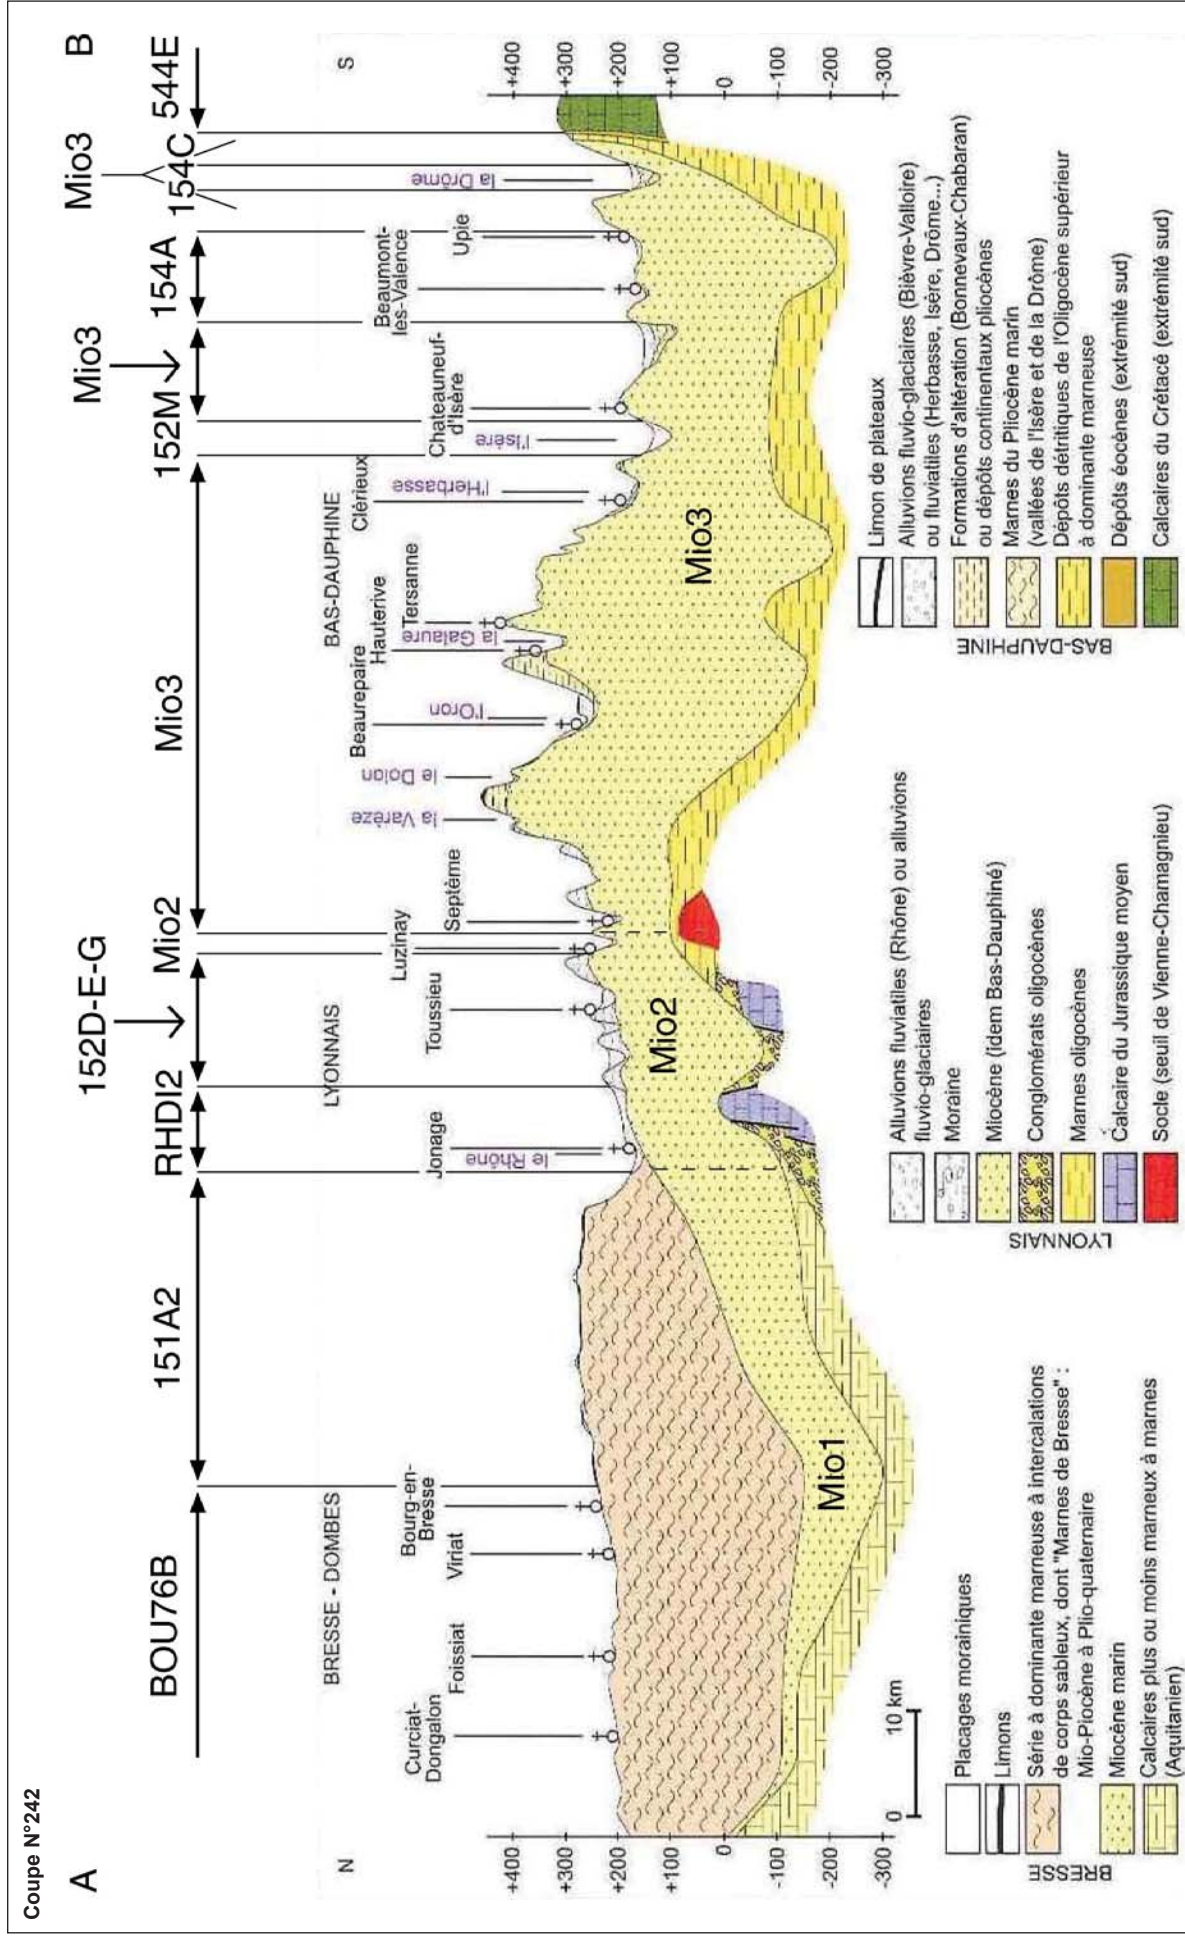 Coupe N°242
A
B
BOU76B
151A2
RHDI2
152D-E-G
Mio2
Mio3
152M
Mio3
154A
Mio3
154C
544E
N
BRESSE - DOMBES
LYONNAIS
BAS-DAUPHINE
S
Curciat-
Dongalon
Foissiat
Viriat
Bourg-en-
Bresse
Jonage
le Rhône
Toussieu
Luzinay
Septème
la Varèze
le Dolon
Beaurepaire
l'Oron
Hauterive
la Galaure
Tersanne
Clérieux
l'Herbasse
l'Isère
Chateauneuf-
d'Isère
Beaumont-
les-Valence
Upie
la Drôme
+400
+300
+200
+100
0
-100
-200
-300
+400
+300
+200
+100
0
-100
-200
-300
Mio1
Mio2
Mio3
0
10 km
BRESSE
Placages morainiques
Limons
Série à dominante marneuse à intercalations
de corps sableux, dont "Marnes de Bresse" :
Mio-Pliocène à Plio-quaternaire
Miocène marin
Calcaires plus ou moins marneux à marnes
(Aquitanien)
LYONNAIS
Alluvions fluviatiles (Rhône) ou alluvions
fluvio-glaciaires
Moraine
Miocène (idem Bas-Dauphiné)
Conglomérats oligocènes
Marnes oligocènes
Calcaire du Jurassique moyen
Socle (seuil de Vienne-Chamagnieu)
BAS-DAUPHINE
Limon de plateaux
Alluvions fluvio-glaciaires (Bièvre-Valloire)
ou fluviatiles (Herbasse, Isère, Drôme...)
Formations d'altération (Bonnevaux-Chabaran)
ou dépôts continentaux pliocènes
Marnes du Pliocène marin
(vallées de l'Isère et de la Drôme)
Dépôts détritiques de l'Oligocène supérieur
à dominante marneuse
Dépôts éocènes (extrémité sud)
Calcaires du Crétacé (extrémité sud)